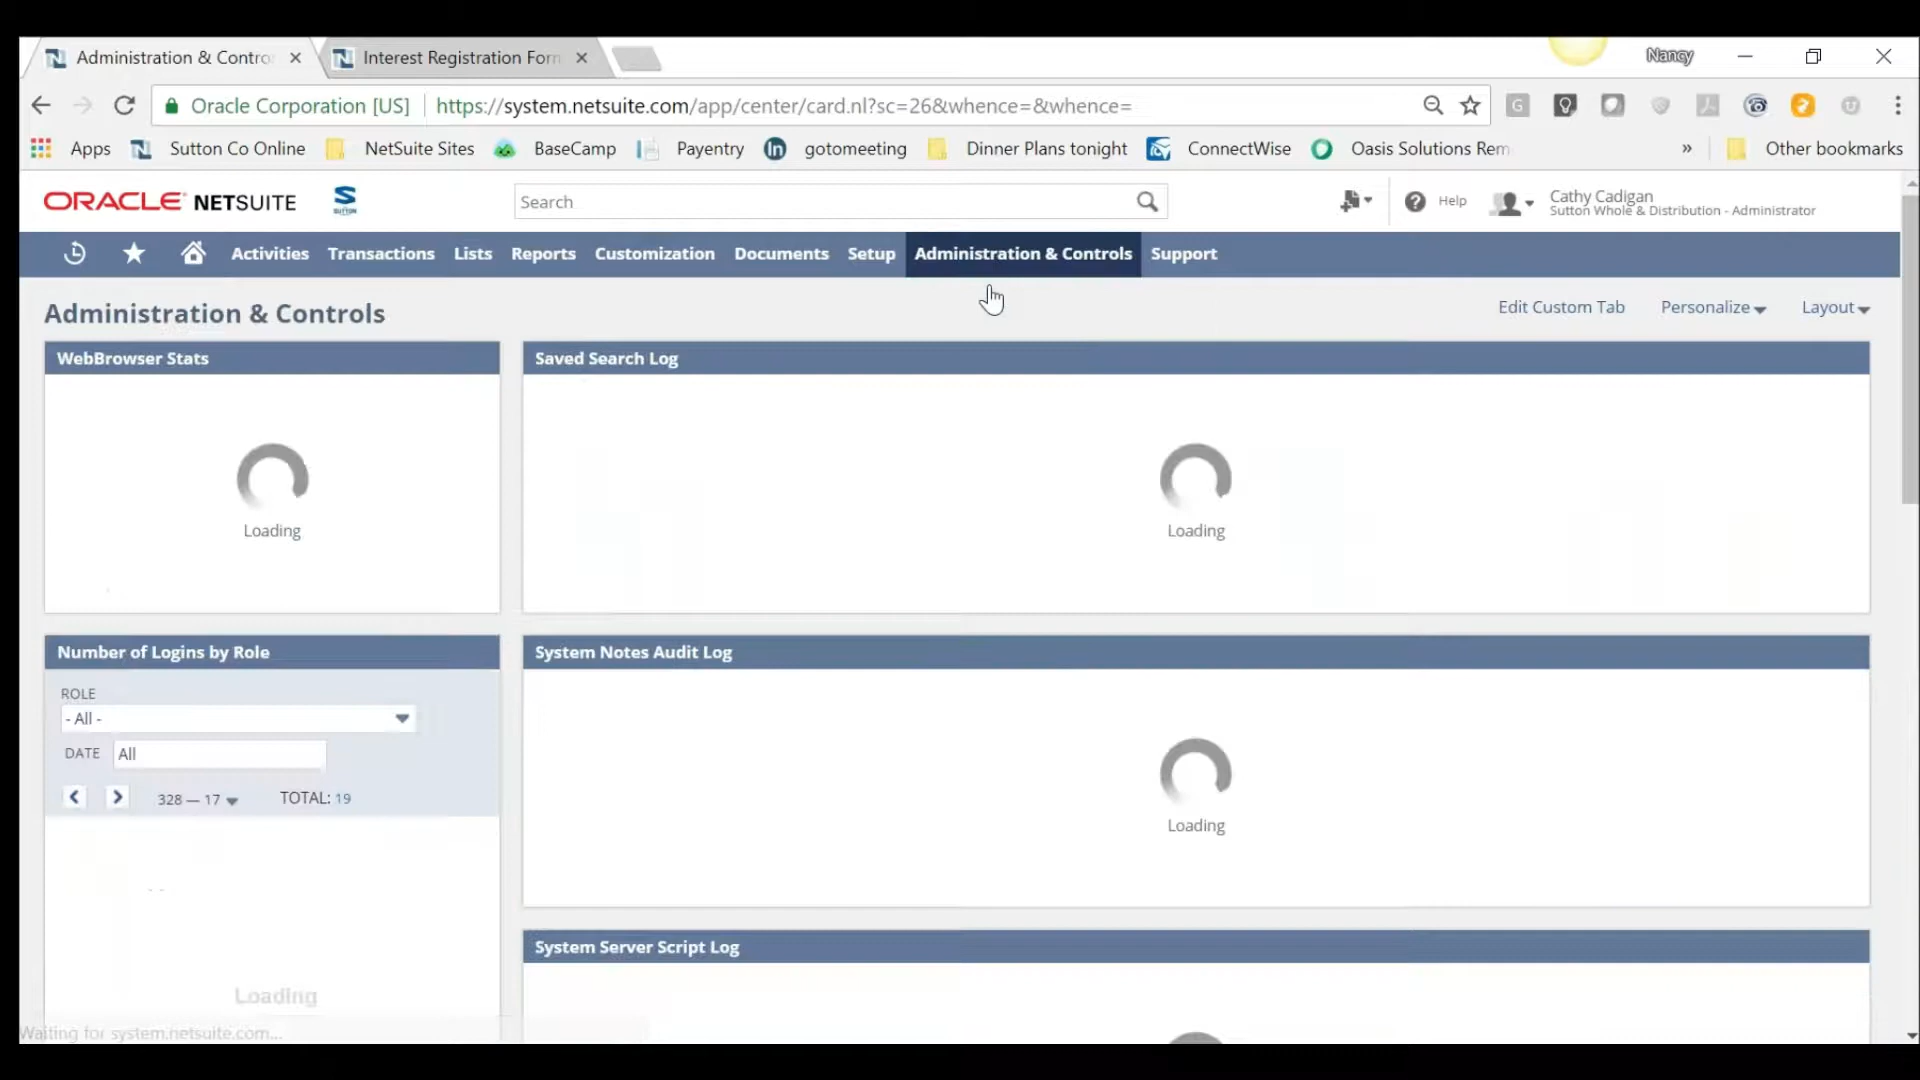 Administration & Contro
Interest Registration Form
Nancy
Oracle Corporation [US]
https://system.netsuite.com/app/center/card.nl?sc=26&whence=&whence=
Apps
Sutton Co Online
NetSuite Sites
BaseCamp
Payentry
gotomeeting
Dinner Plans tonight
ConnectWise
Oasis Solutions Rem
»
Other bookmarks
ORACLE NETSUITE
SUTTON
Search
Help
Cathy Cadigan
Sutton Whole & Distribution - Administrator
Activities
Transactions
Lists
Reports
Customization
Documents
Setup
Administration & Controls
Support
Administration & Controls
Edit Custom Tab
Personalize
Layout
WebBrowser Stats
Saved Search Log
Loading
Loading
Number of Logins by Role
System Notes Audit Log
ROLE
- All -
DATE
All
328 — 17
TOTAL: 19
Loading
System Server Script Log
Loading
Waiting for system.netsuite.com...